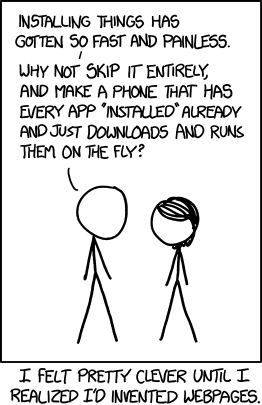 INSTALLING THINGS HAS
GOTTEN SO FAST AND PAINLESS.
WHY NOT SKIP IT ENTIRELY,
AND MAKE A PHONE THAT HAS
EVERY APP "INSTALLED" ALREADY
AND JUST DOWNLOADS AND RUNS
THEM ON THE FLY?
I FELT PRETTY CLEVER UNTIL I
REALIZED I'D INVENTED WEBPAGES.